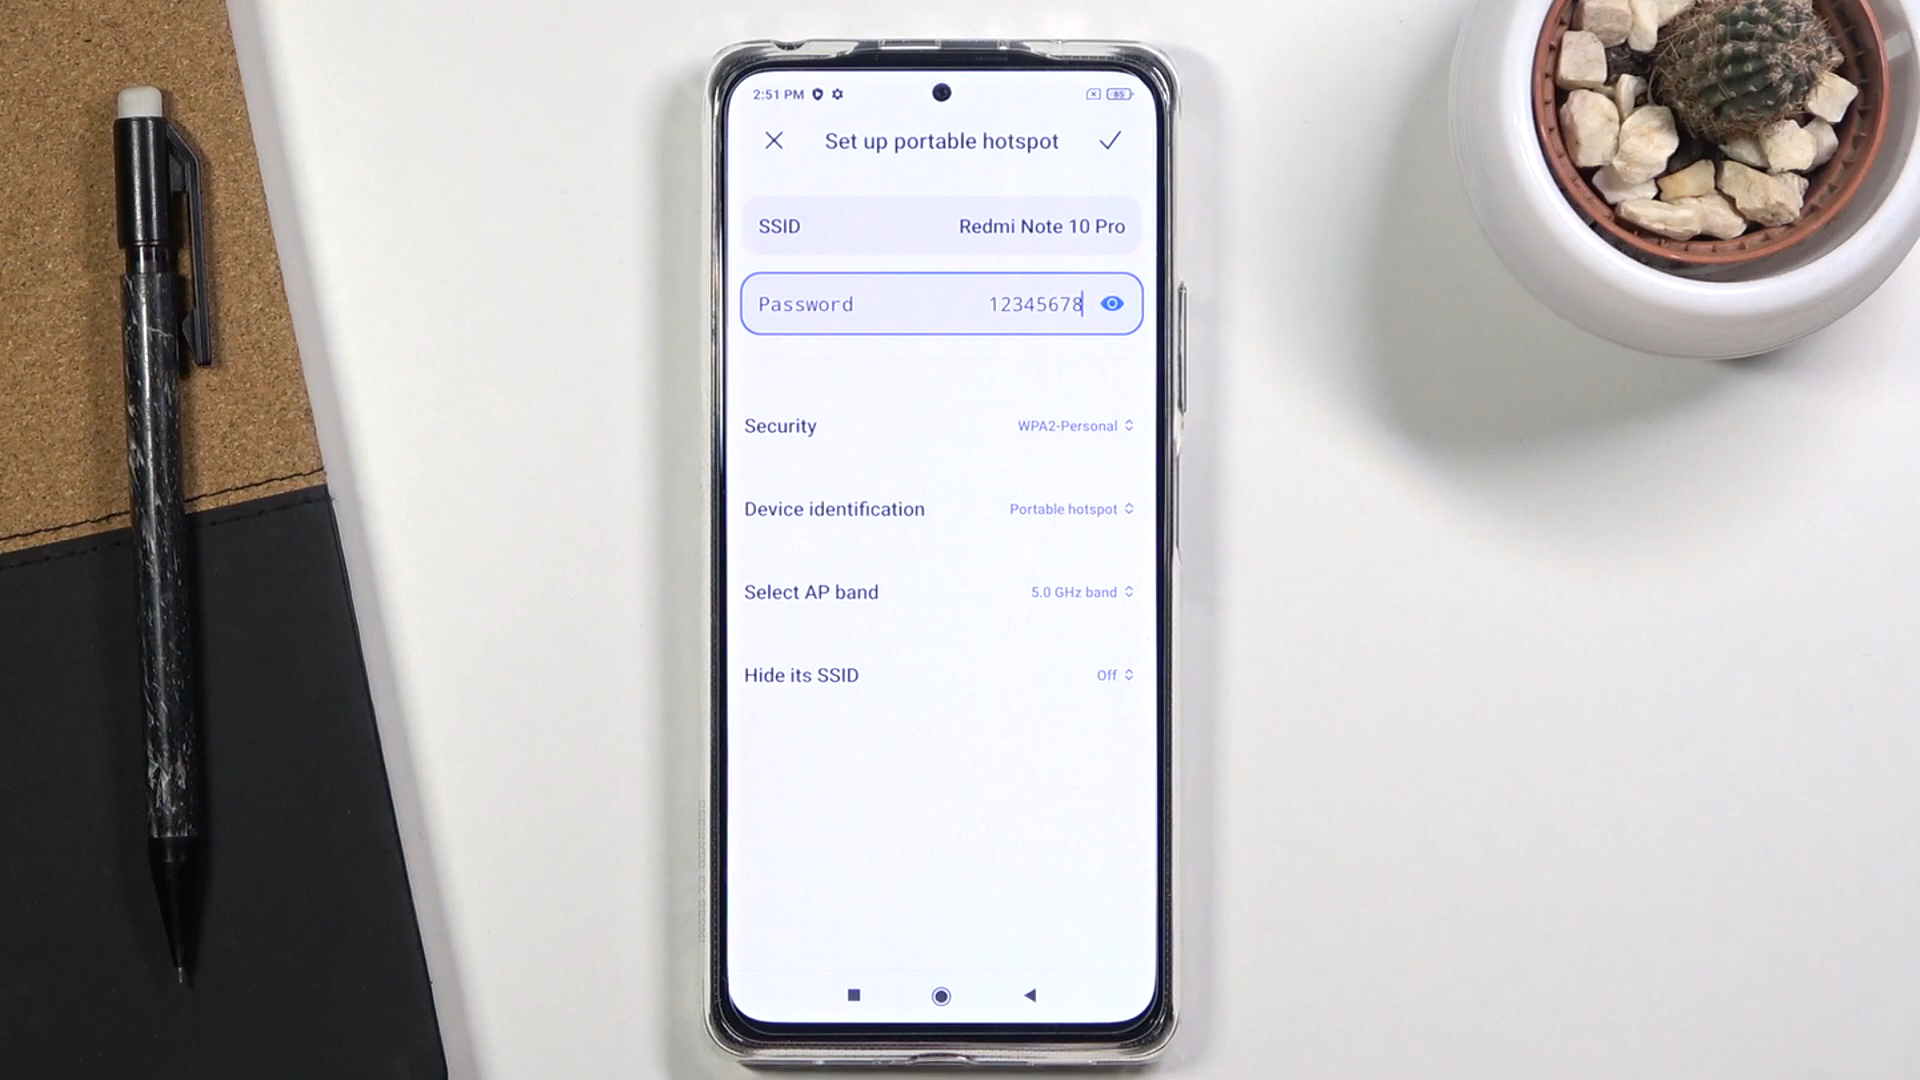 2:51 PM 85
Set up portable hotspot
SSID Redmi Note 10 Pro
Password 12345678
Security WPA2-Personal
Device identification Portable hotspot
Select AP band 5.0 GHz band
Hide its SSID Off